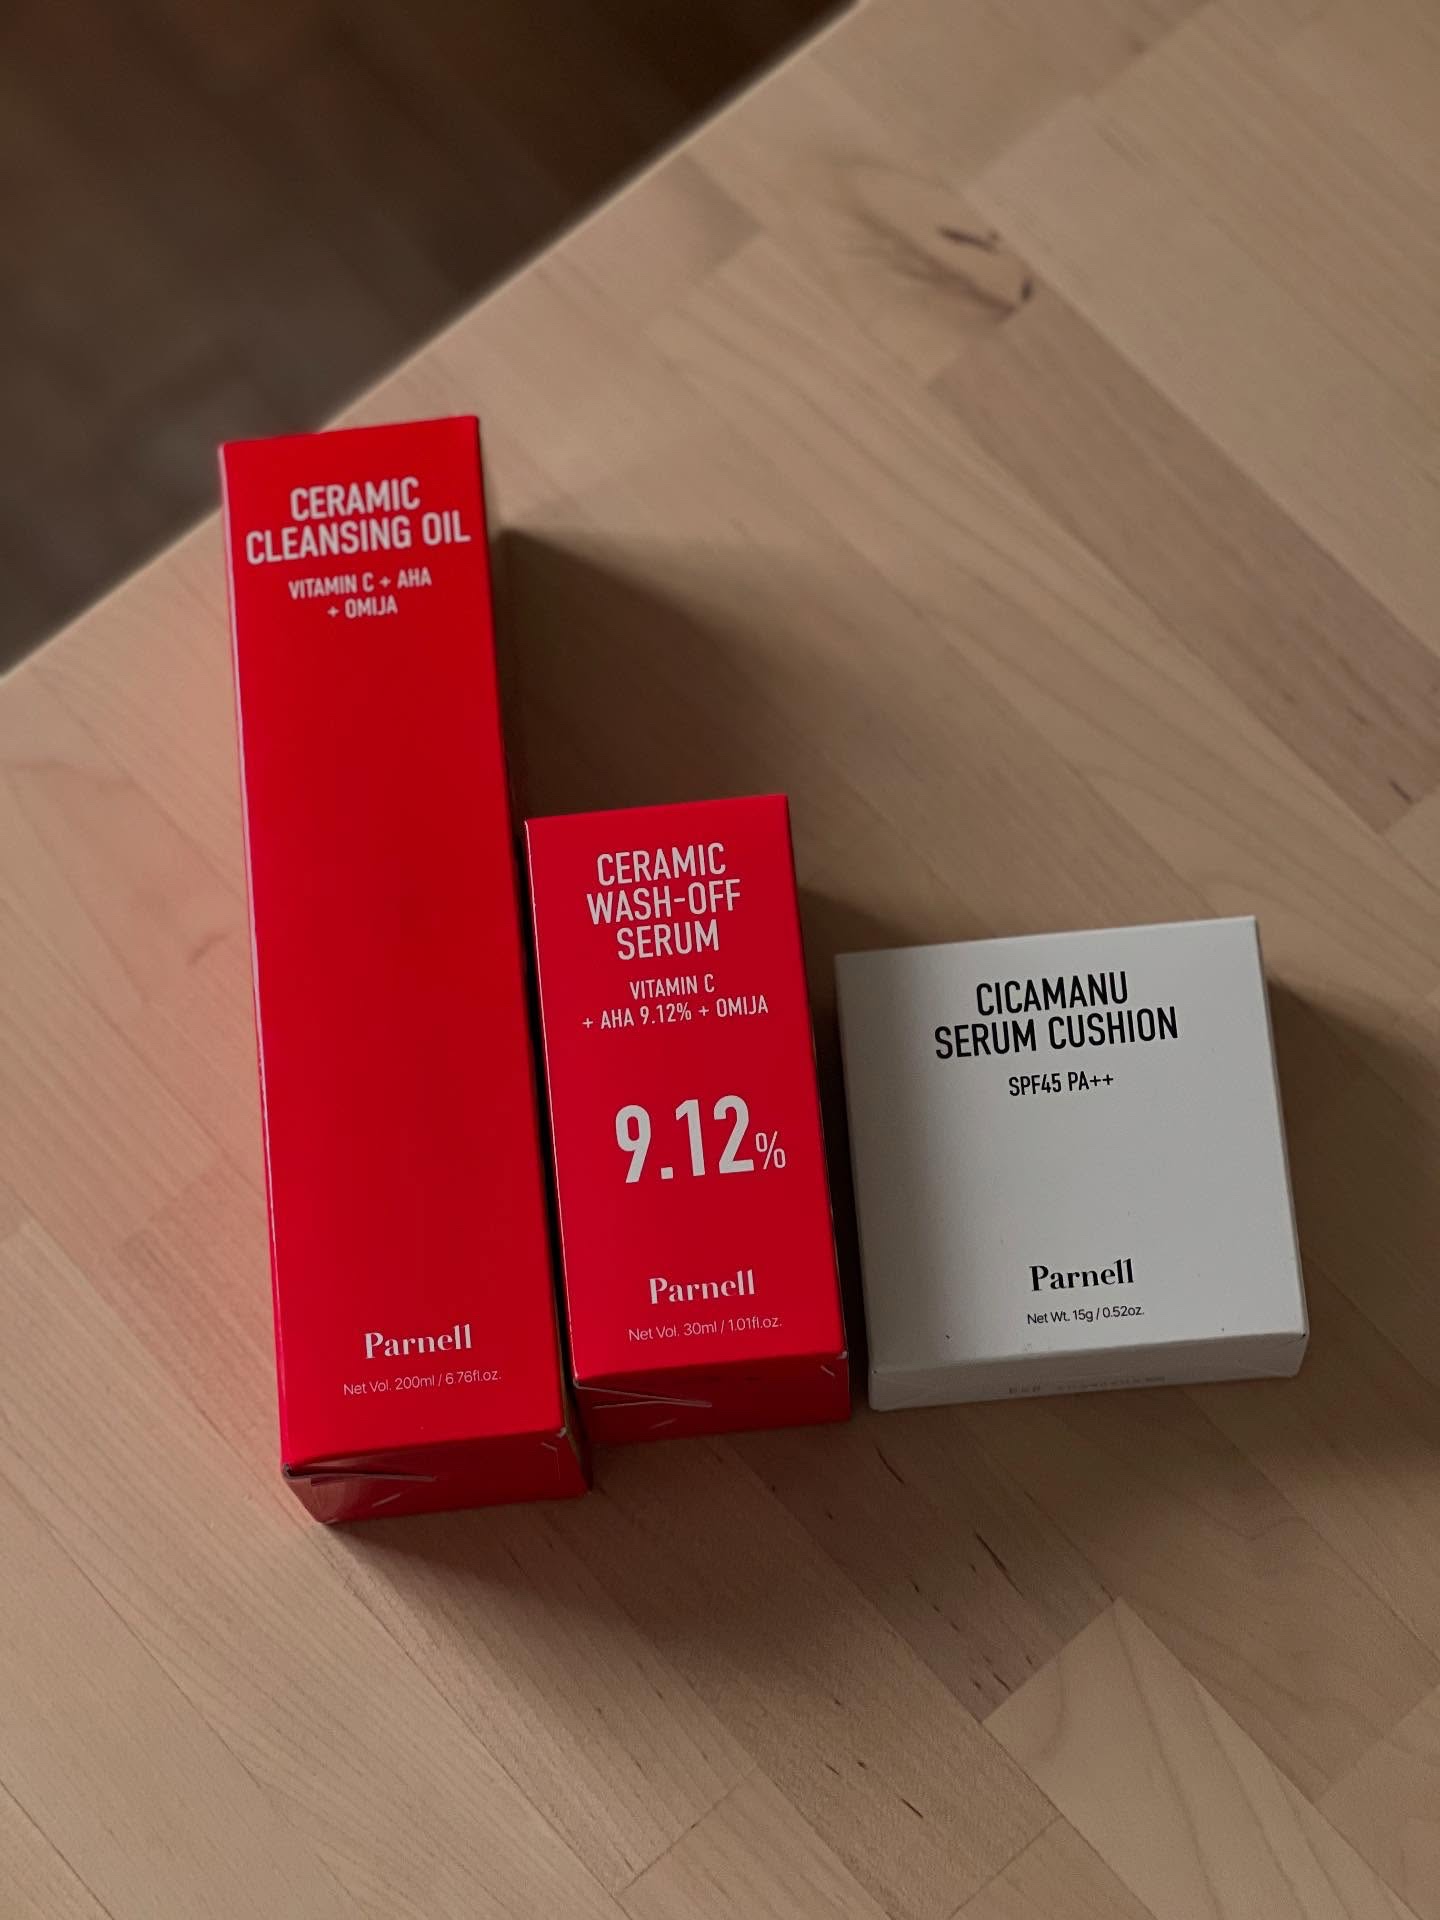 CERAMIC
CLEANSING OIL
VITAMIN C + AHA
+ OMIJA
Parnell
Net Vol. 200ml / 6.76fl.oz.
CERAMIC
WASH-OFF
SERUM
VITAMIN C
+ AHA 9.12% + OMIJA
9.12%
Parnell
Net Vol. 30ml / 1.01fl.oz.
CICAMANU
SERUM CUSHION
SPF45 PA++
Parnell
Net Wt. 15g / 0.52oz.